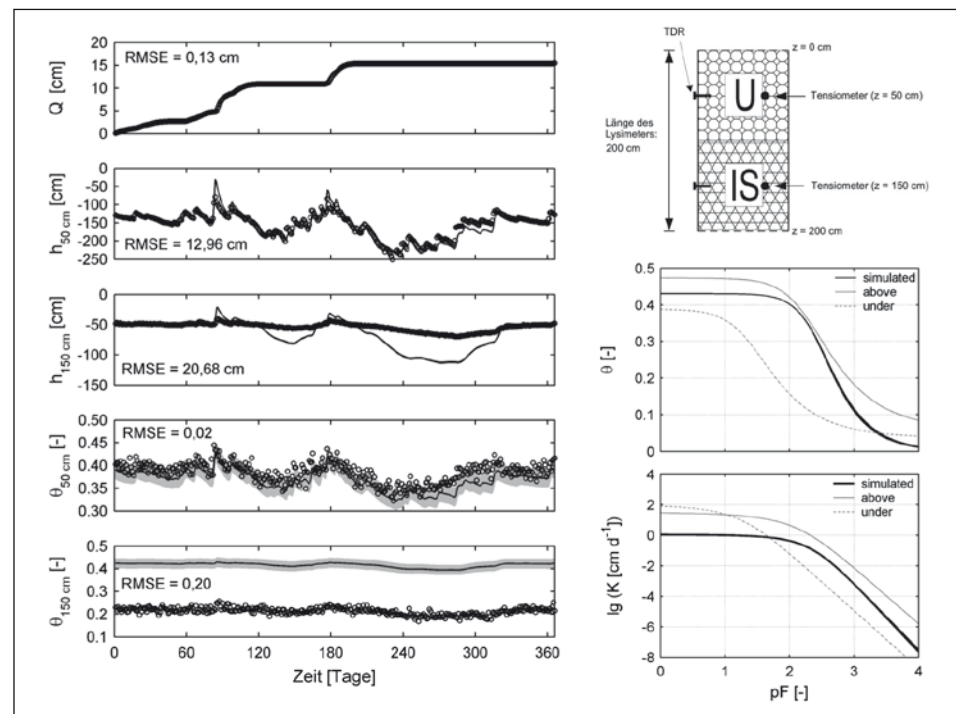 20
15
10
5
0
Q [cm]
RMSE = 0,13 cm
0
-50
-100
-150
-200
-250
h50 cm [cm]
RMSE = 12,96 cm
0
-50
-100
-150
h150 cm [cm]
RMSE = 20,68 cm
0.50
0.45
0.40
0.35
0.30
θ50 cm [-]
RMSE = 0,02
0.5
0.4
0.3
0.2
0.1
θ150 cm [-]
RMSE = 0,20
0 60 120 180 240 300 360
Zeit [Tage]
TDR
z = 0 cm
U
Tensiometer (z = 50 cm)
Länge des
Lysimeters:
200 cm
IS
Tensiometer (z = 150 cm)
z = 200 cm
0.5
0.4
0.3
0.2
0.1
0
θ [-]
simulated
above
under
0 1 2 3 4
4
2
0
-2
-4
-6
-8
lg (K [cm d-1])
simulated
above
under
0 1 2 3 4
pF [-]